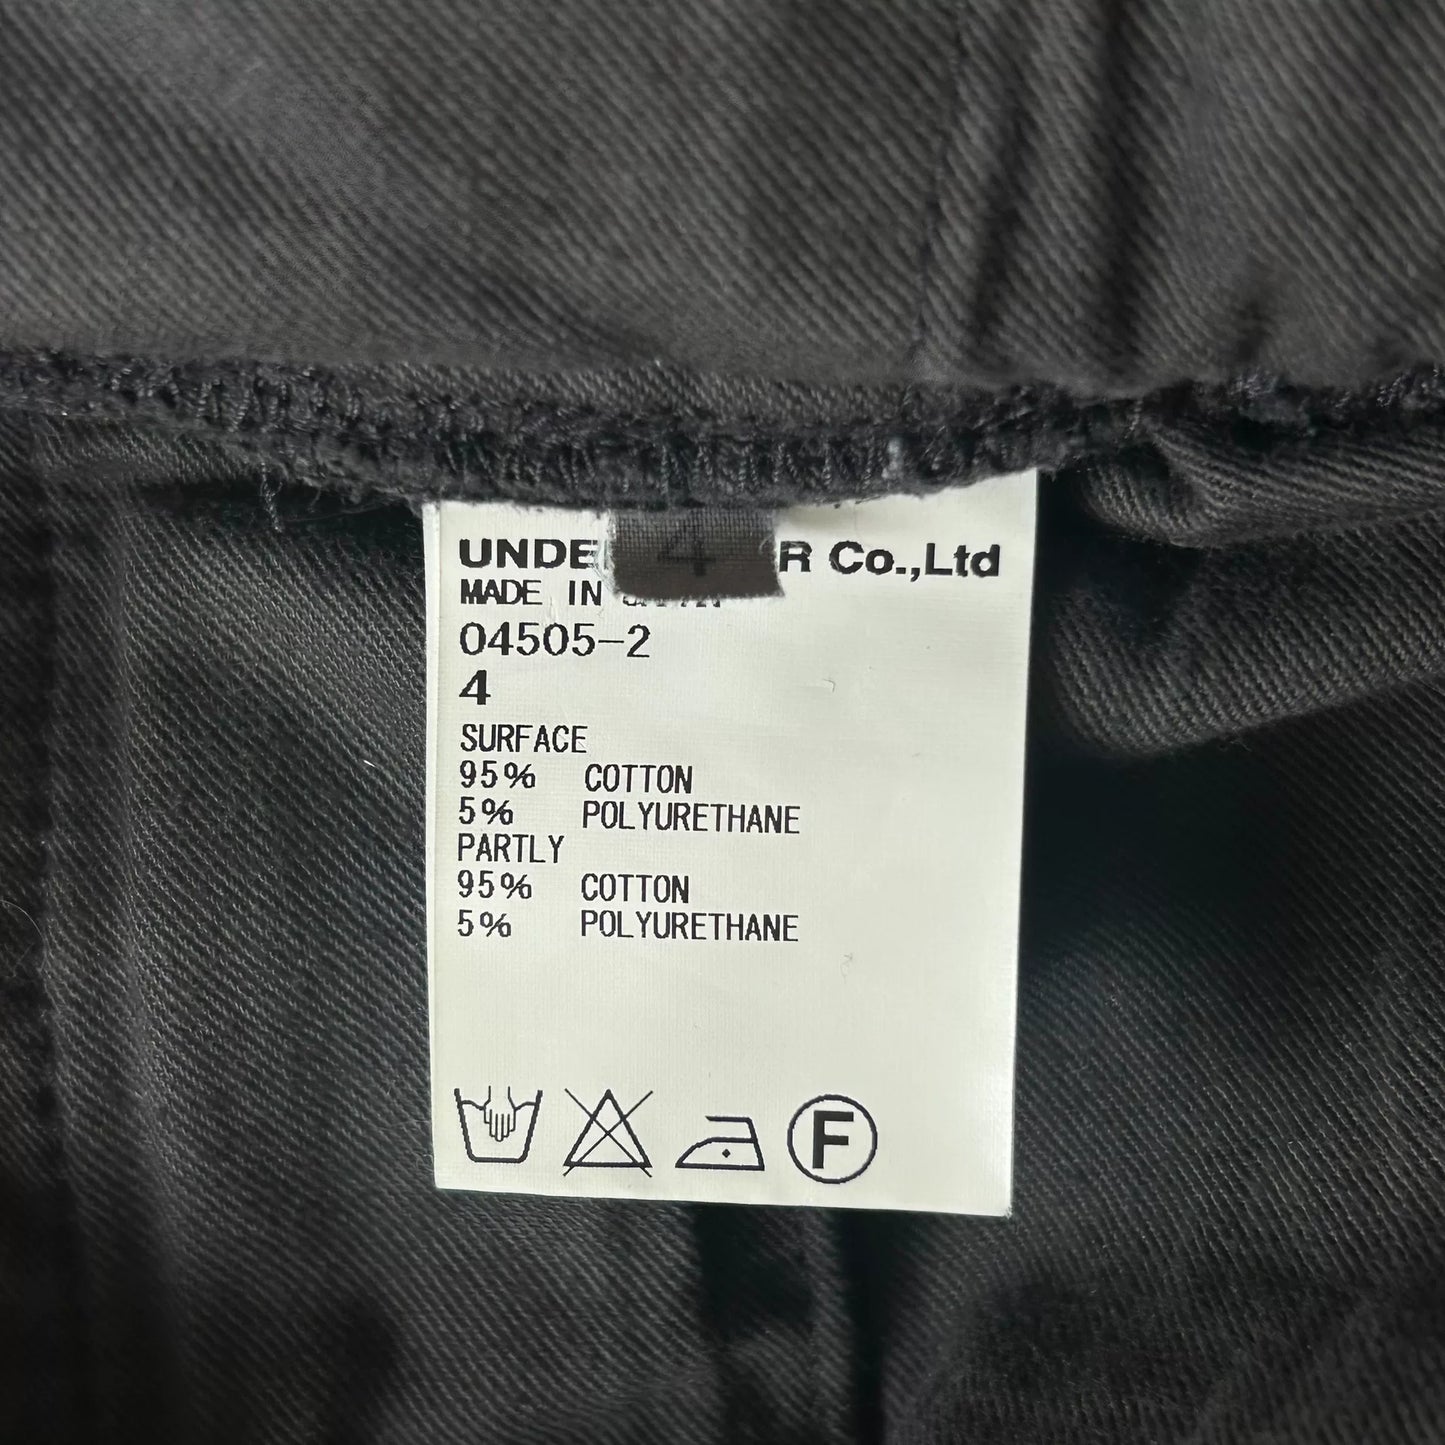 4
UNDE R Co.,Ltd
MADE IN
04505-2
4
SURFACE
95% COTTON
5% POLYURETHANE
PARTLY
95% COTTON
5% POLYURETHANE
F